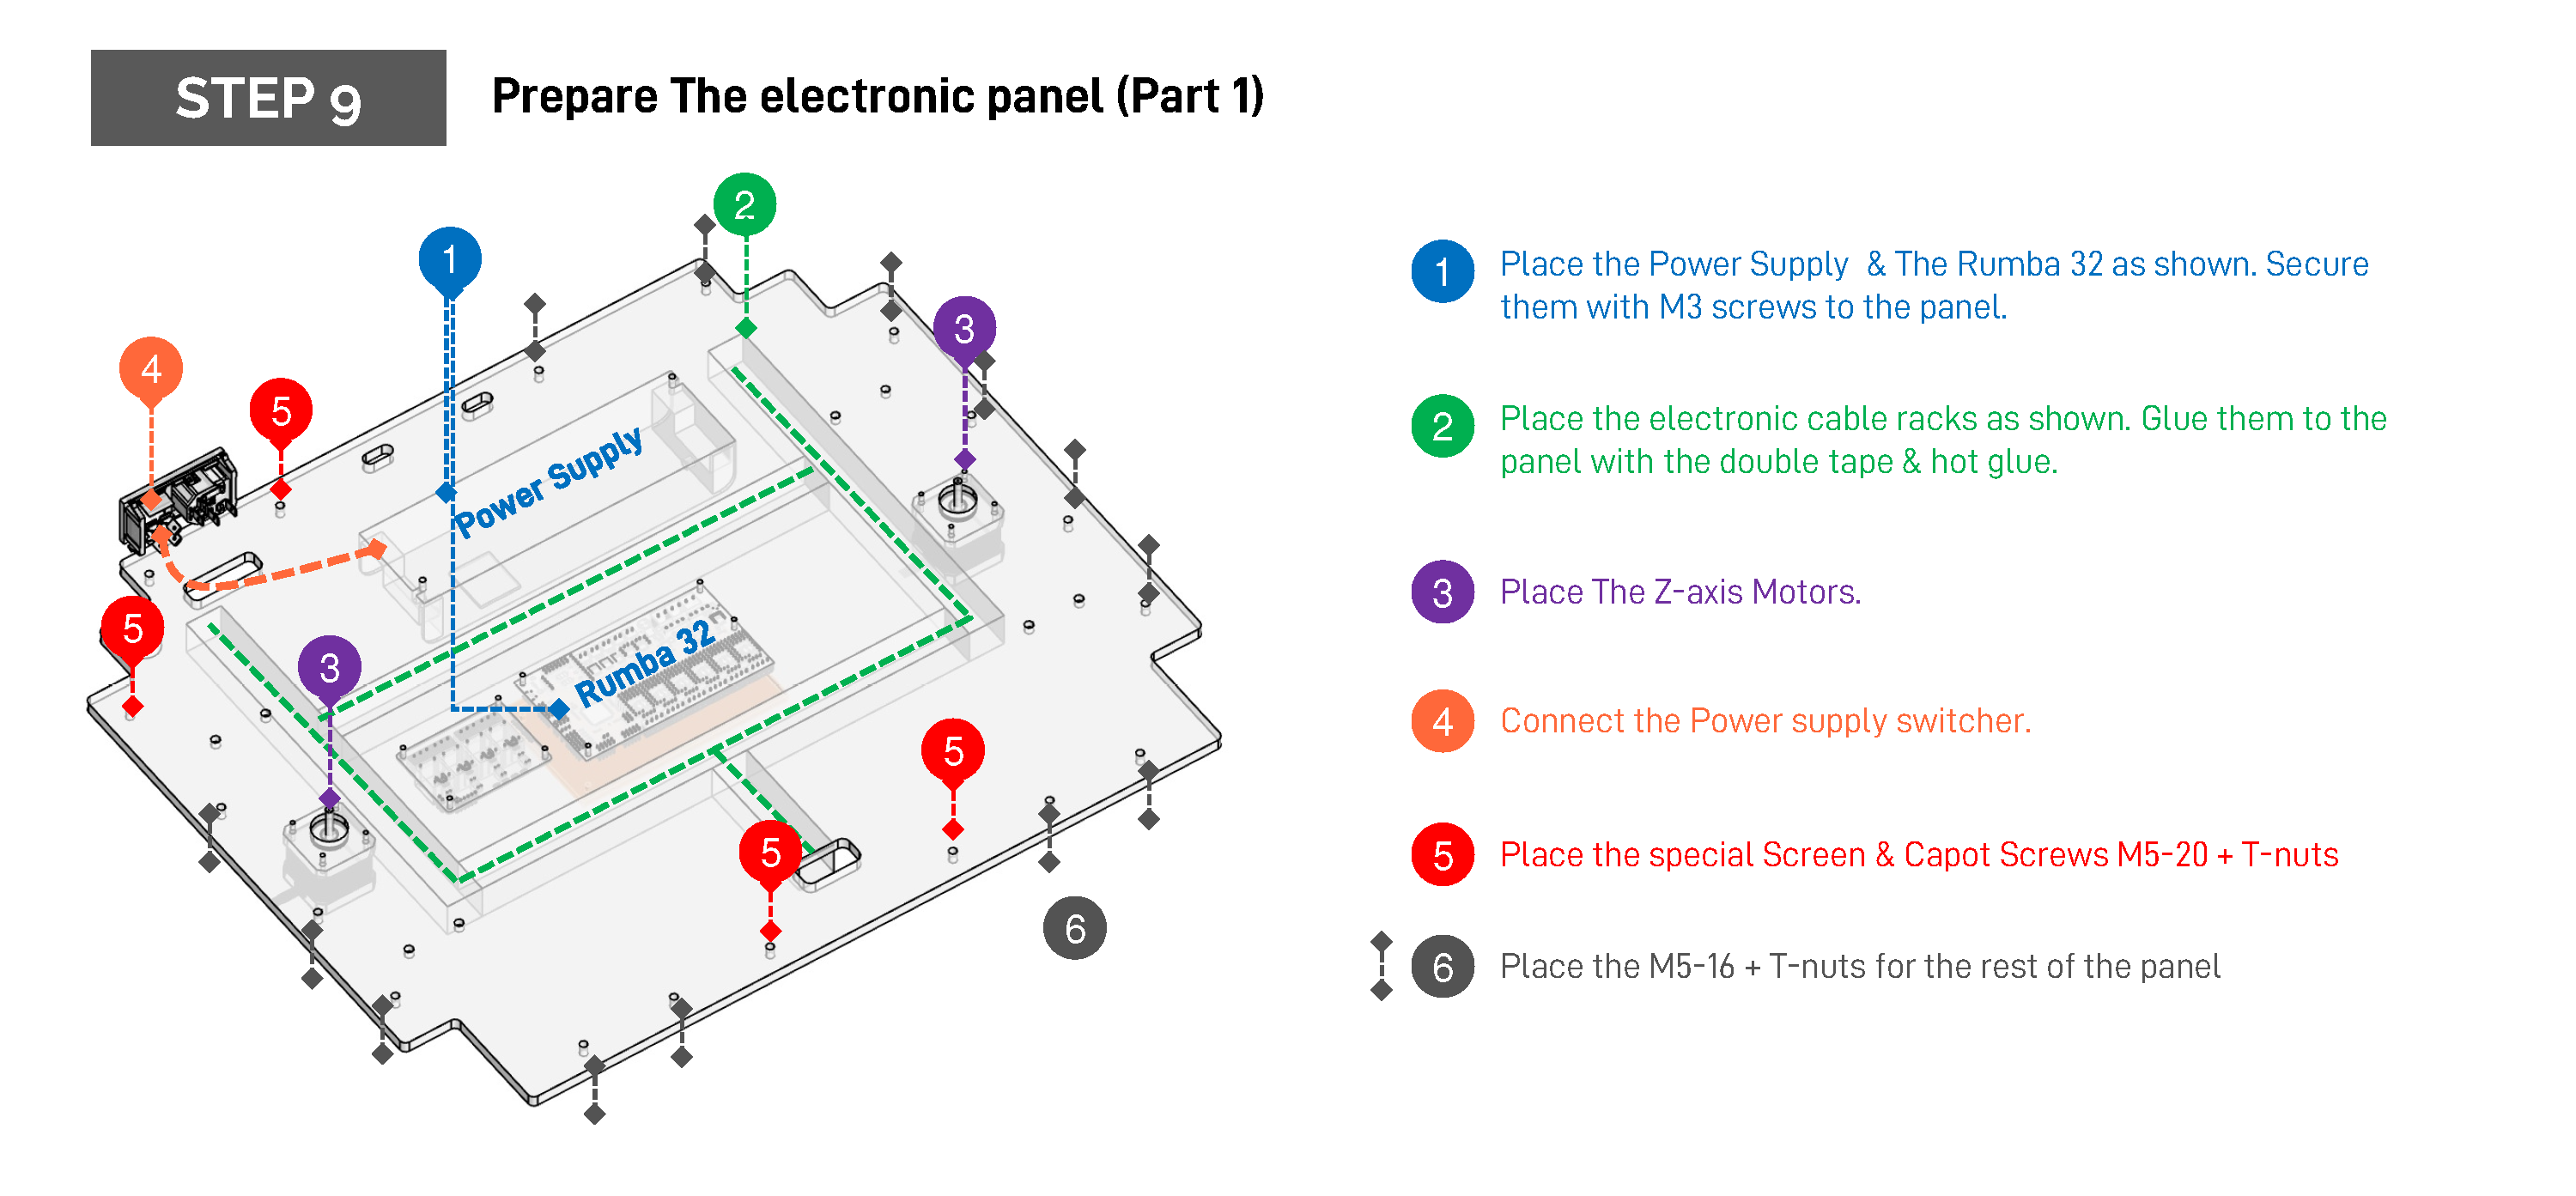 STEP 9
Prepare The electronic panel (Part 1)
2
1
3
4
5
Power Supply
5
3
Rumba 32
5
5
6
1 Place the Power Supply & The Rumba 32 as shown. Secure
them with M3 screws to the panel.
2 Place the electronic cable racks as shown. Glue them to the
panel with the double tape & hot glue.
3 Place The Z-axis Motors.
4 Connect the Power supply switcher.
5 Place the special Screen & Capot Screws M5-20 + T-nuts
6 Place the M5-16 + T-nuts for the rest of the panel